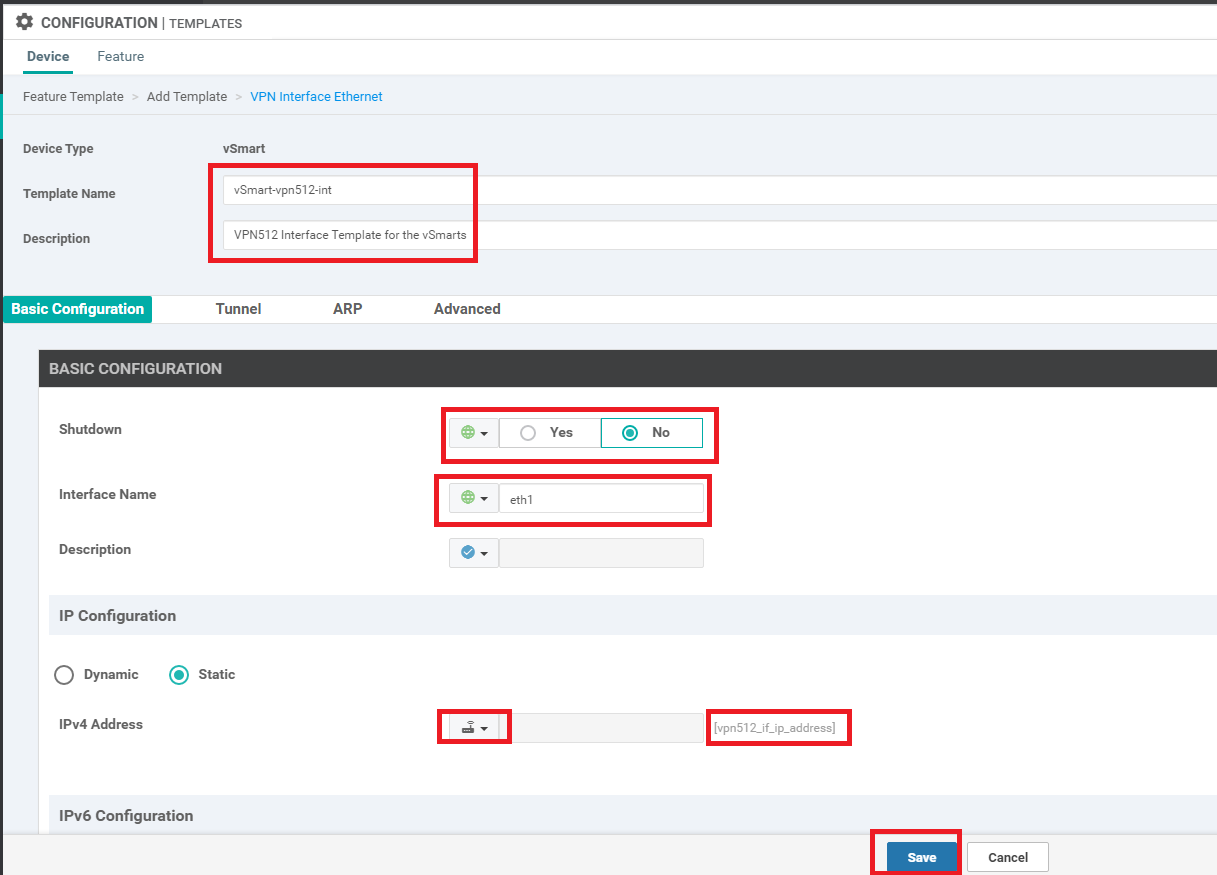 CONFIGURATION | TEMPLATES
Device Feature
Feature Template > Add Template > VPN Interface Ethernet
Device Type vSmart
Template Name vSmart-vpn512-int
Description VPN512 Interface Template for the vSmarts
Basic Configuration Tunnel ARP Advanced
BASIC CONFIGURATION
Shutdown Yes No
Interface Name eth1
Description
IP Configuration
Dynamic Static
IPv4 Address [vpn512_if_ip_address]
IPv6 Configuration
Save Cancel